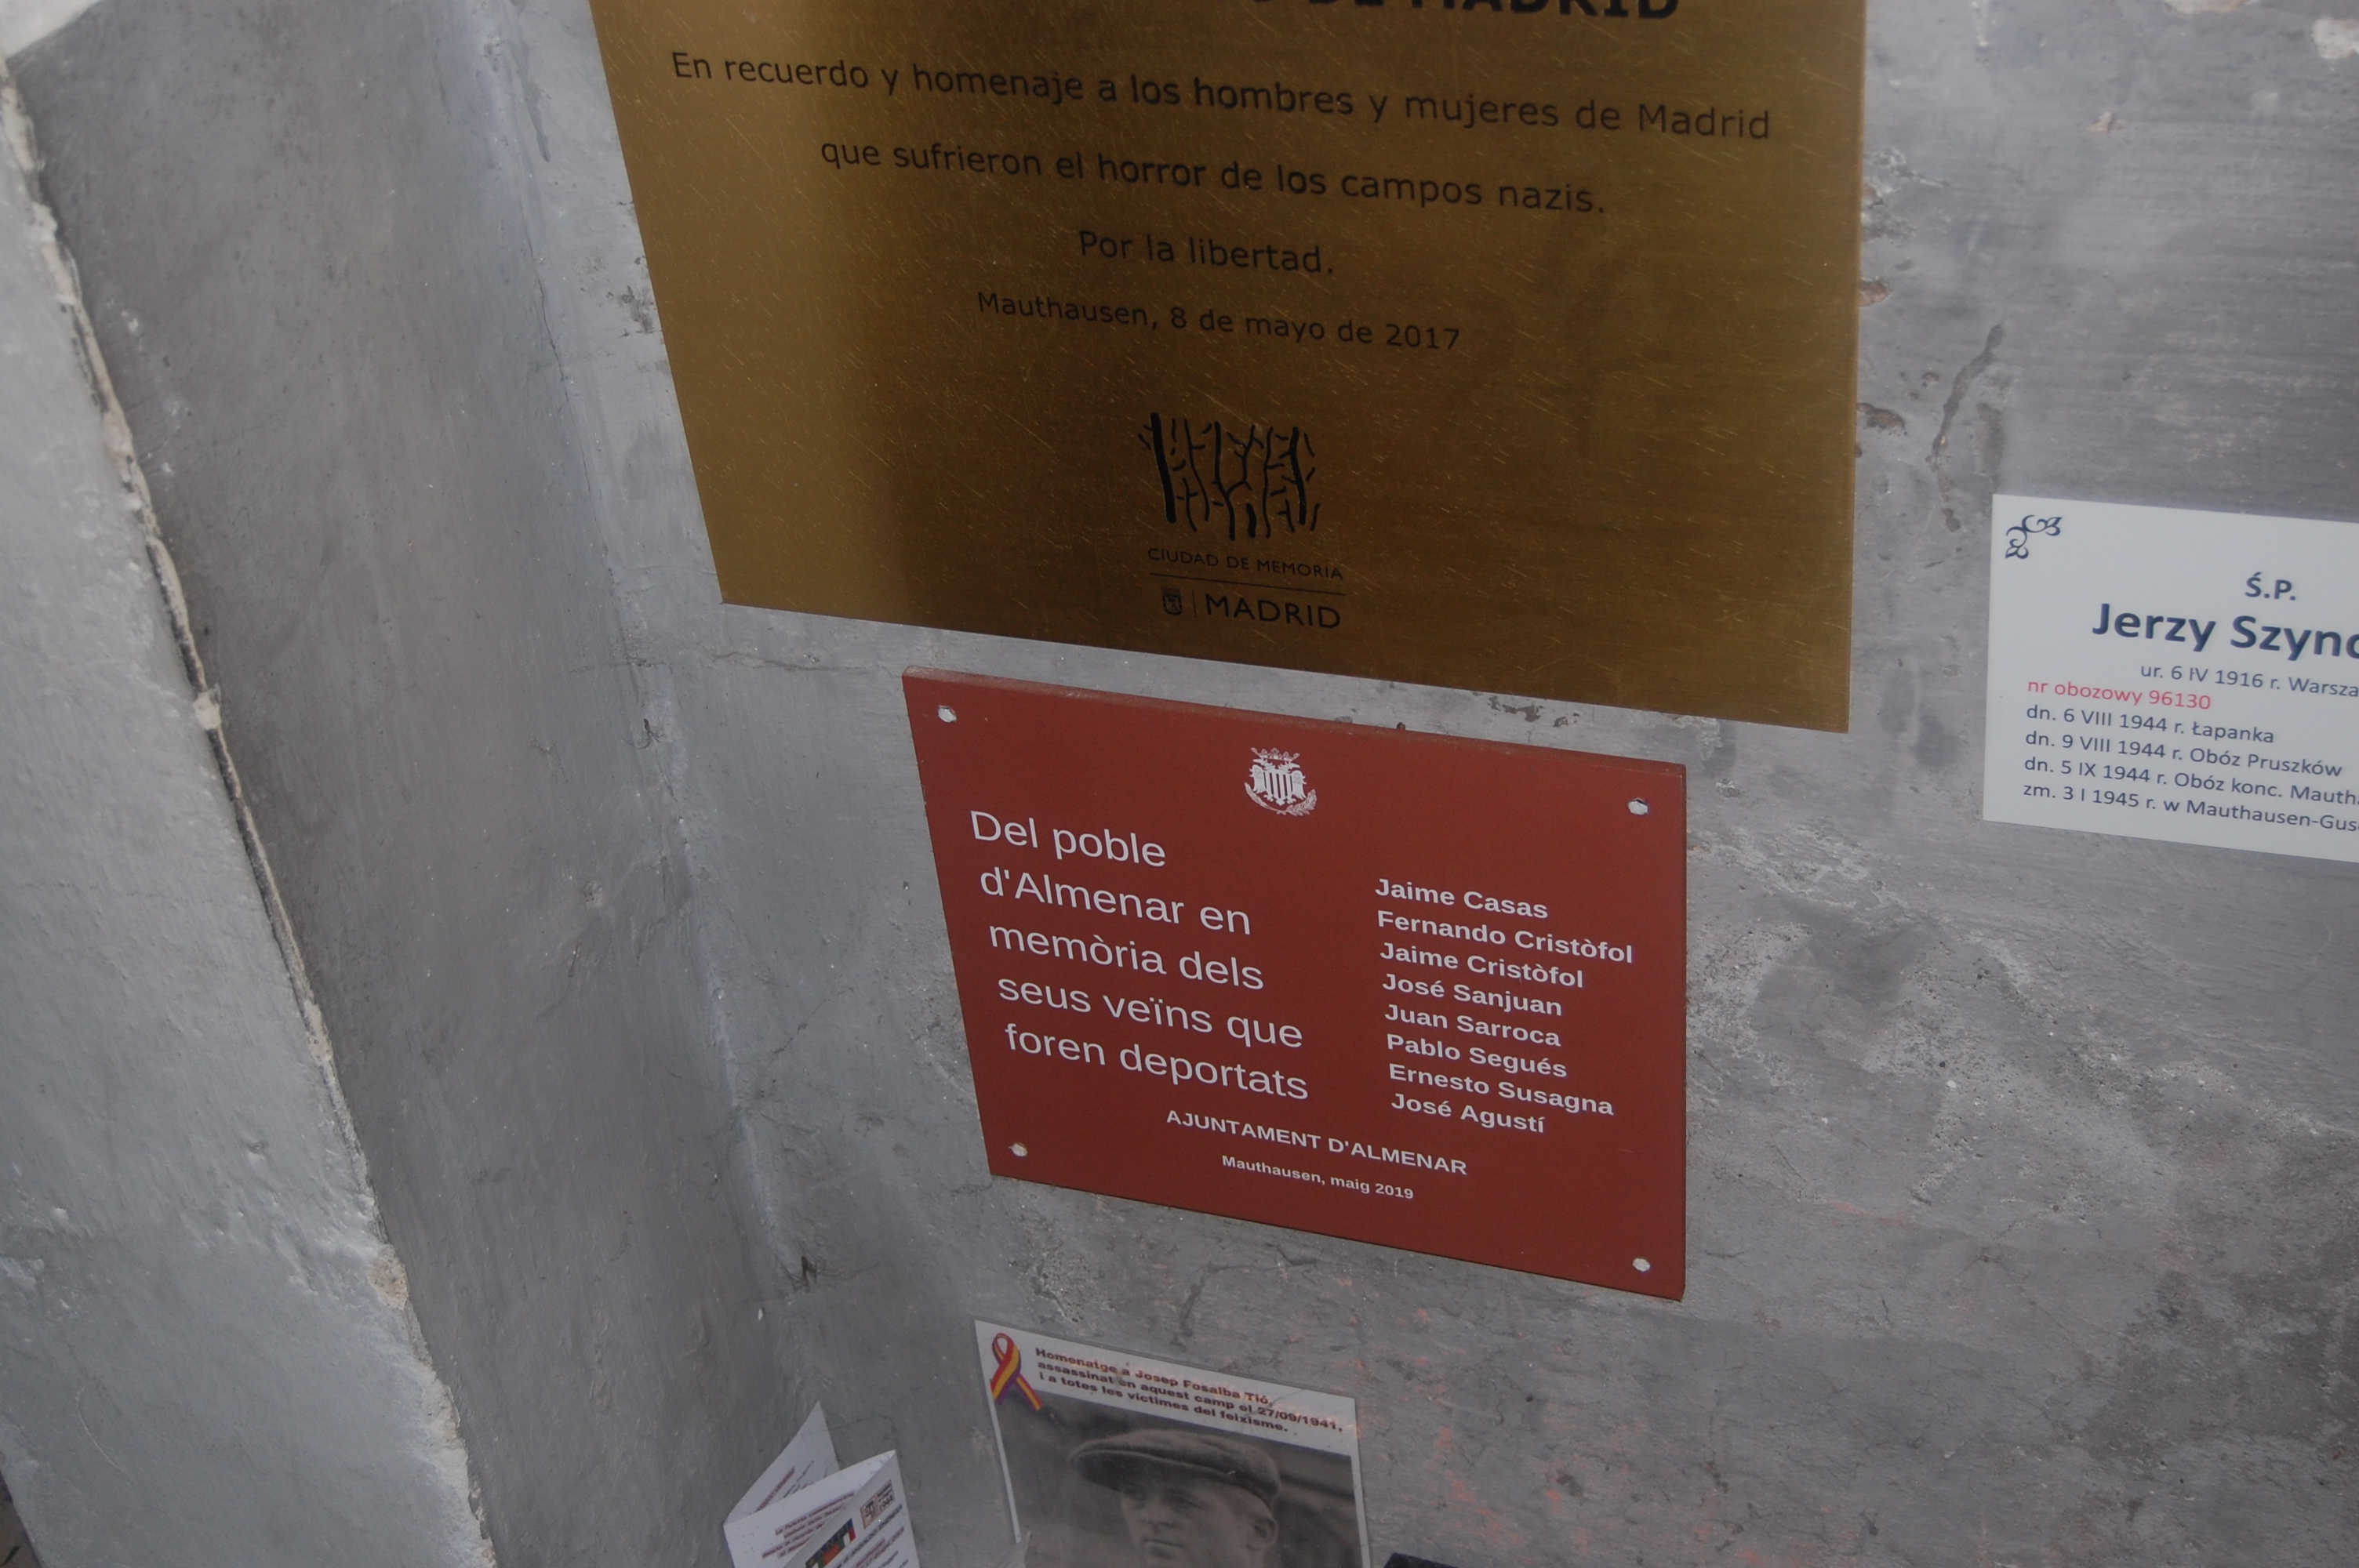 DE MADRID
En recuerdo y homenaje a los hombres y mujeres de Madrid
que sufrieron el horror de los campos nazis.
Por la libertad.
Mauthausen, 8 de mayo de 2017
CIUDAD DE MEMORIA
MADRID
Ś.P.
Jerzy
ur. 6 IV 1916 r.
nr obozowy 96130
dn. 6 VIII 1944 r. Łapanka
dn. 9 VIII 1944 r. Obóz Pruszków
dn. 5 IX 1944 r. Obóz konc.
zm. 3 I 1945 r. w
Del poble
d'Almenar en
memòria dels
seus veïns que
foren deportats
Jaime Casas
Fernando Cristòfol
Jaime Cristòfol
José Sanjuan
Juan Sarroca
Pablo Segués
Ernesto Susagna
José Agustí
AJUNTAMENT D'ALMENAR
Mauthausen, maig 2019
Homenatge a Josep Fosalba Tió,
assassinat en aquest camp el 27/09/1941,
i a totes les víctimes del feixisme.